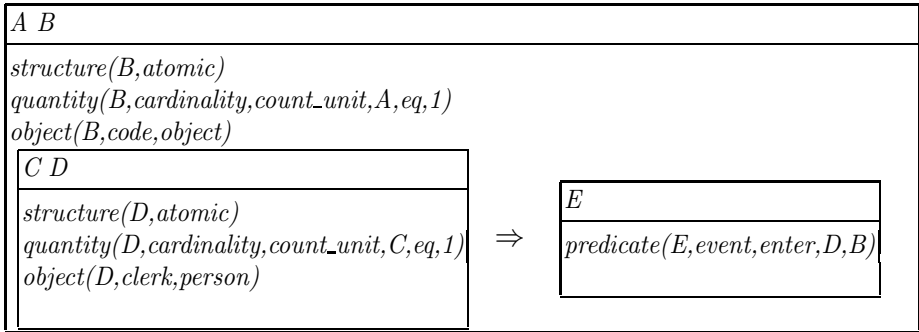 A B
structure(B,atomic)
quantity(B,cardinality,count_unit,A,eq,1)
object(B,code,object)
C D
structure(D,atomic)
quantity(D,cardinality,count_unit,C,eq,1)
object(D,clerk,person)
⇒
E
predicate(E,event,enter,D,B)